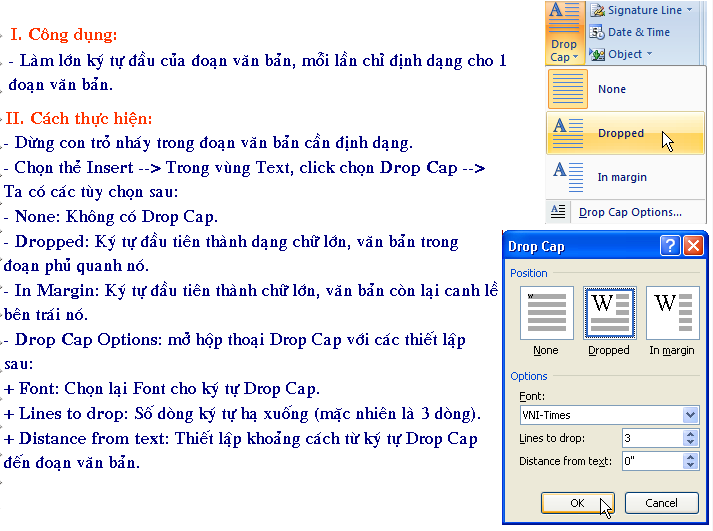 I. Công dụng:
- Làm lớn ký tự đầu của đoạn văn bản, mỗi lần chỉ định dạng cho 1
đoạn văn bản.
II. Cách thực hiện:
- Dừng con trỏ nháy trong đoạn văn bản cần định dạng.
- Chọn thẻ Insert --> Trong vùng Text, click chọn Drop Cap -->
Ta có các tùy chọn sau:
- None: Không có Drop Cap.
- Dropped: Ký tự đầu tiên thành dạng chữ lớn, văn bản trong
đoạn phủ quanh nó.
- In Margin: Ký tự đầu tiên thành chữ lớn, văn bản còn lại canh lề
bên trái nó.
- Drop Cap Options: mở hộp thoại Drop Cap với các thiết lập
sau:
+ Font: Chọn lại Font cho ký tự Drop Cap.
+ Lines to drop: Số dòng ký tự hạ xuống (mặc nhiên là 3 dòng).
+ Distance from text: Thiết lập khoảng cách từ ký tự Drop Cap
đến đoạn văn bản.
A
Drop
Cap
Signature Line
Date & Time
Object
None
A
Dropped
A
In margin
A
Drop Cap Options...
Drop Cap
Position
W
W
W
None
Dropped
In margin
Options
Font:
VNI-Times
Lines to drop:
3
Distance from text:
0"
OK
Cancel